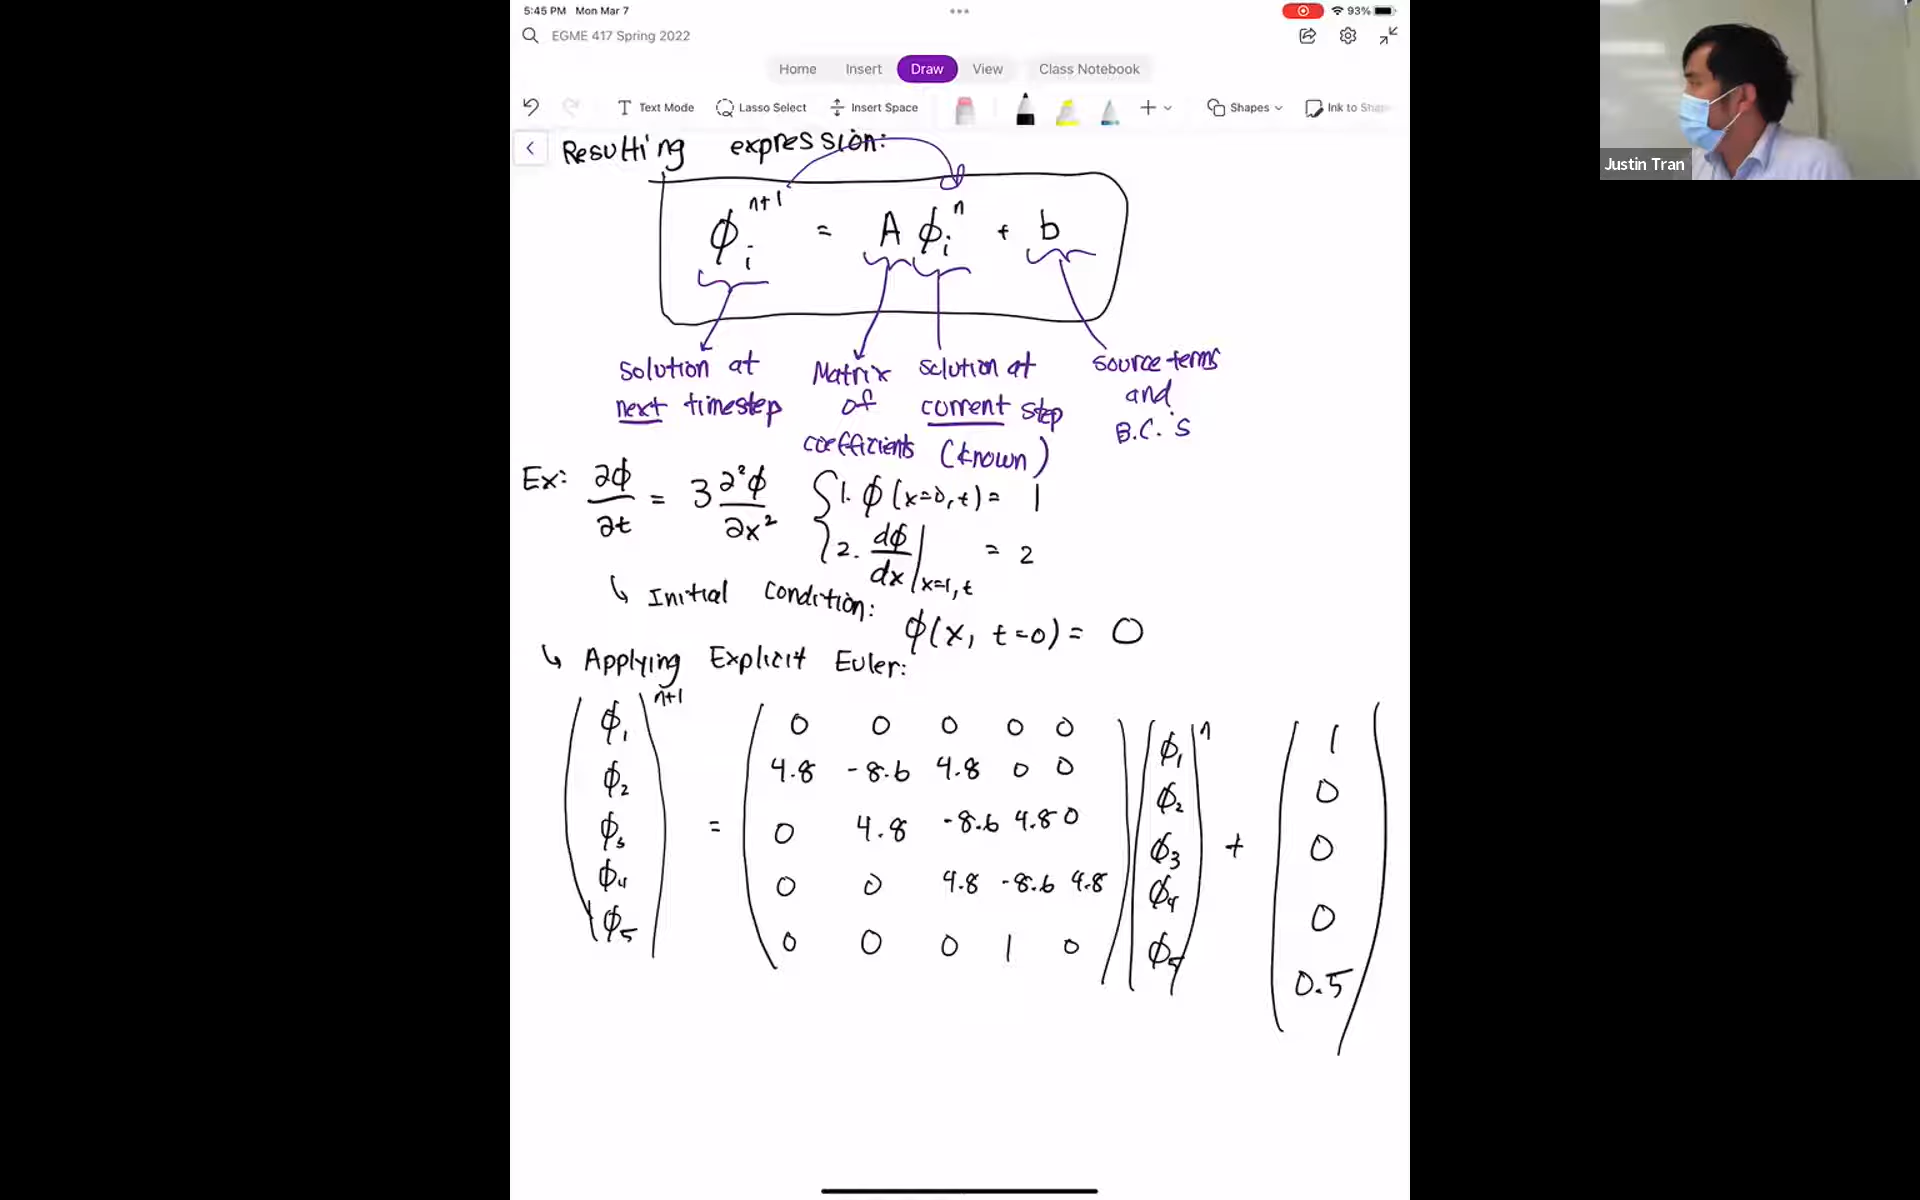 5:45 PM Mon Mar 7
93%
EGME 417 Spring 2022
Home Insert Draw View Class Notebook
Text Mode Lasso Select Insert Space Shapes Ink to Shape
Justin Tran
Resulting expression:
ϕᵢⁿ⁺¹ = A ϕᵢⁿ + b
solution at next timestep
Matrix of coefficients
solution at current step (known)
source terms and B.C.'s
Ex: ∂ϕ/∂t = 3 ∂²ϕ/∂x² { 1. ϕ(x=0,t) = 1
2. dϕ/dx |x=1,t = 2
↳ Initial condition: ϕ(x, t=0) = 0
↳ Applying Explicit Euler:
(ϕ₁ ϕ₂ ϕ₃ ϕ₄ ϕ₅)ⁿ⁺¹ =
0 0 0 0 0
4.8 -8.6 4.8 0 0
0 4.8 -8.6 4.8 0
0 0 4.8 -8.6 4.8
0 0 0 1 0
(ϕ₁ ϕ₂ ϕ₃ ϕ₄ ϕ₅)ⁿ + (1 0 0 0 0.5)